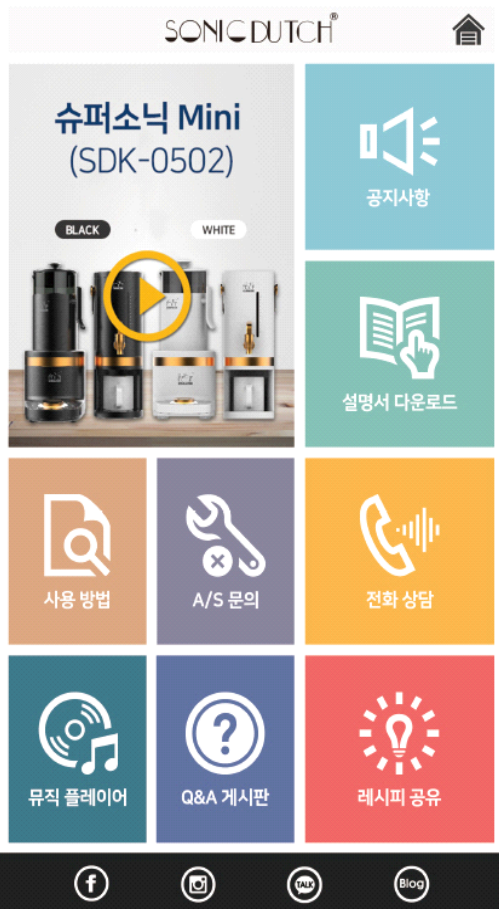 SONIC DUTCH®
슈퍼소닉 Mini
(SDK-0502)
BLACK
WHITE
공지사항
설명서 다운로드
사용 방법
A/S 문의
전화 상담
뮤직 플레이어
Q&A 게시판
레시피 공유
f
TALK
Blog